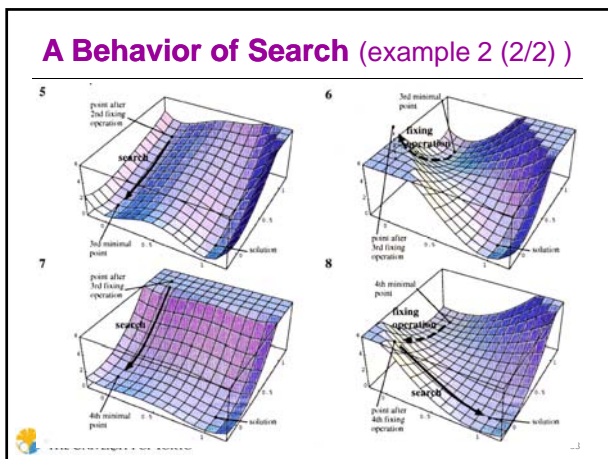 A Behavior of Search (example 2 (2/2) )
5
point after
2nd fixing
operation
search
3rd minimal
point
solution
6
3rd minimal
point
fixing
operation
point after
3rd fixing
operation
solution
7
point after
3rd fixing
operation
search
4th minimal
point
solution
8
4th minimal
point
fixing
operation
search
point after
4th fixing
operation
solution